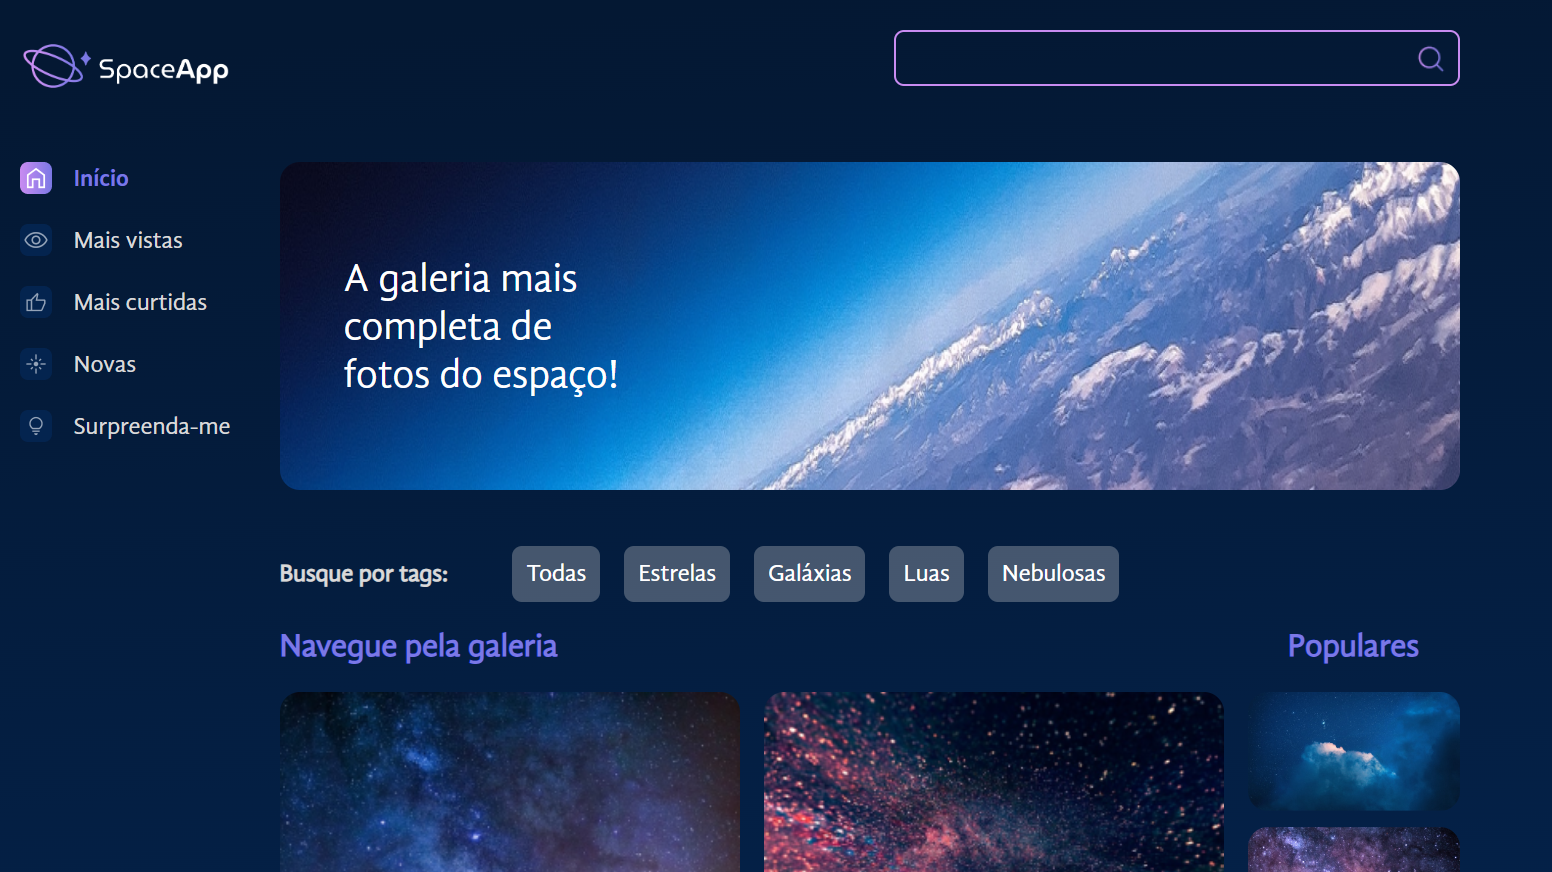 SpaceApp
Início
Mais vistas
Mais curtidas
Novas
Surpreenda-me
A galeria mais
completa de
fotos do espaço!
Busque por tags:
Todas
Estrelas
Galáxias
Luas
Nebulosas
Navegue pela galeria
Populares